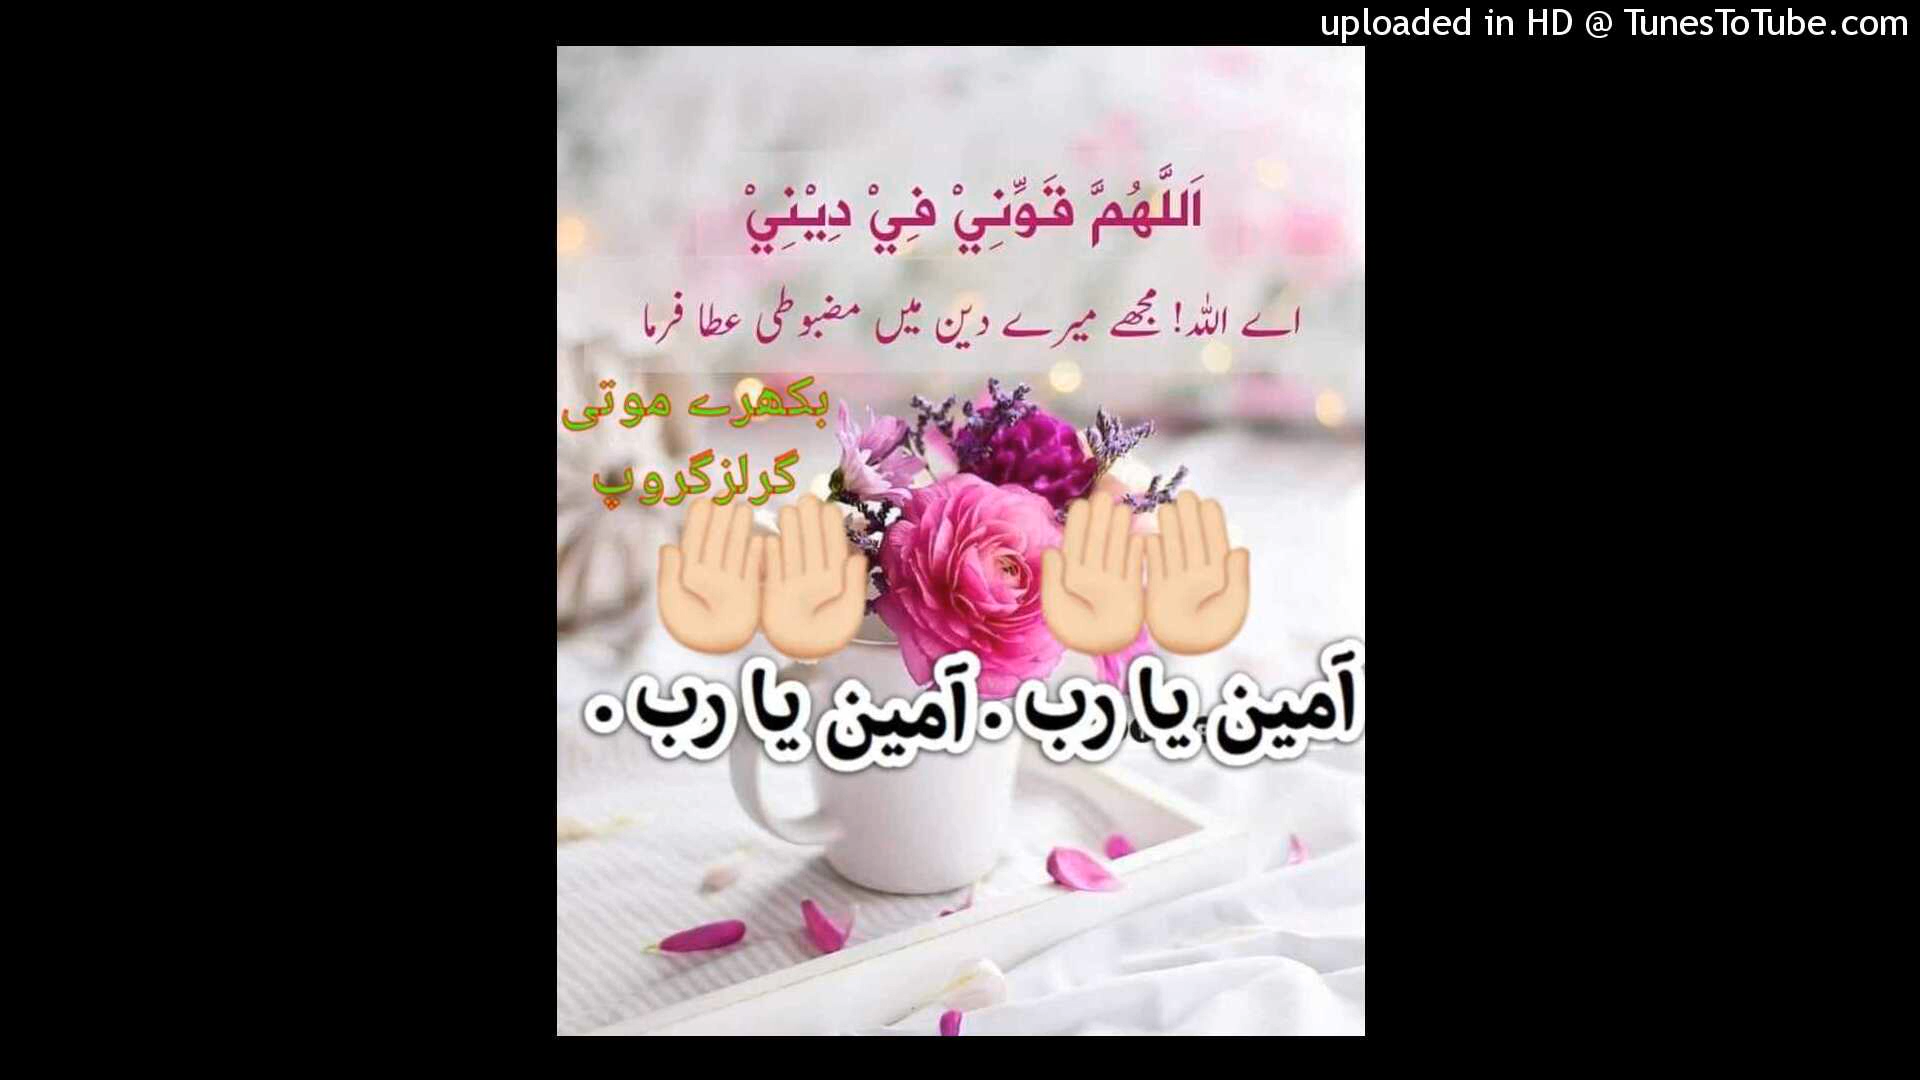 uploaded in HD @ TunesToTube.com
اَللَّهُمَّ قَوِّنِيْ فِيْ دِيْنِيْ
اے اللہ! مجھے میرے دین میں مضبوطی عطا فرما
بکھرے موتی
گرلزگروپ
آمین یا رب . آمین یا رب .